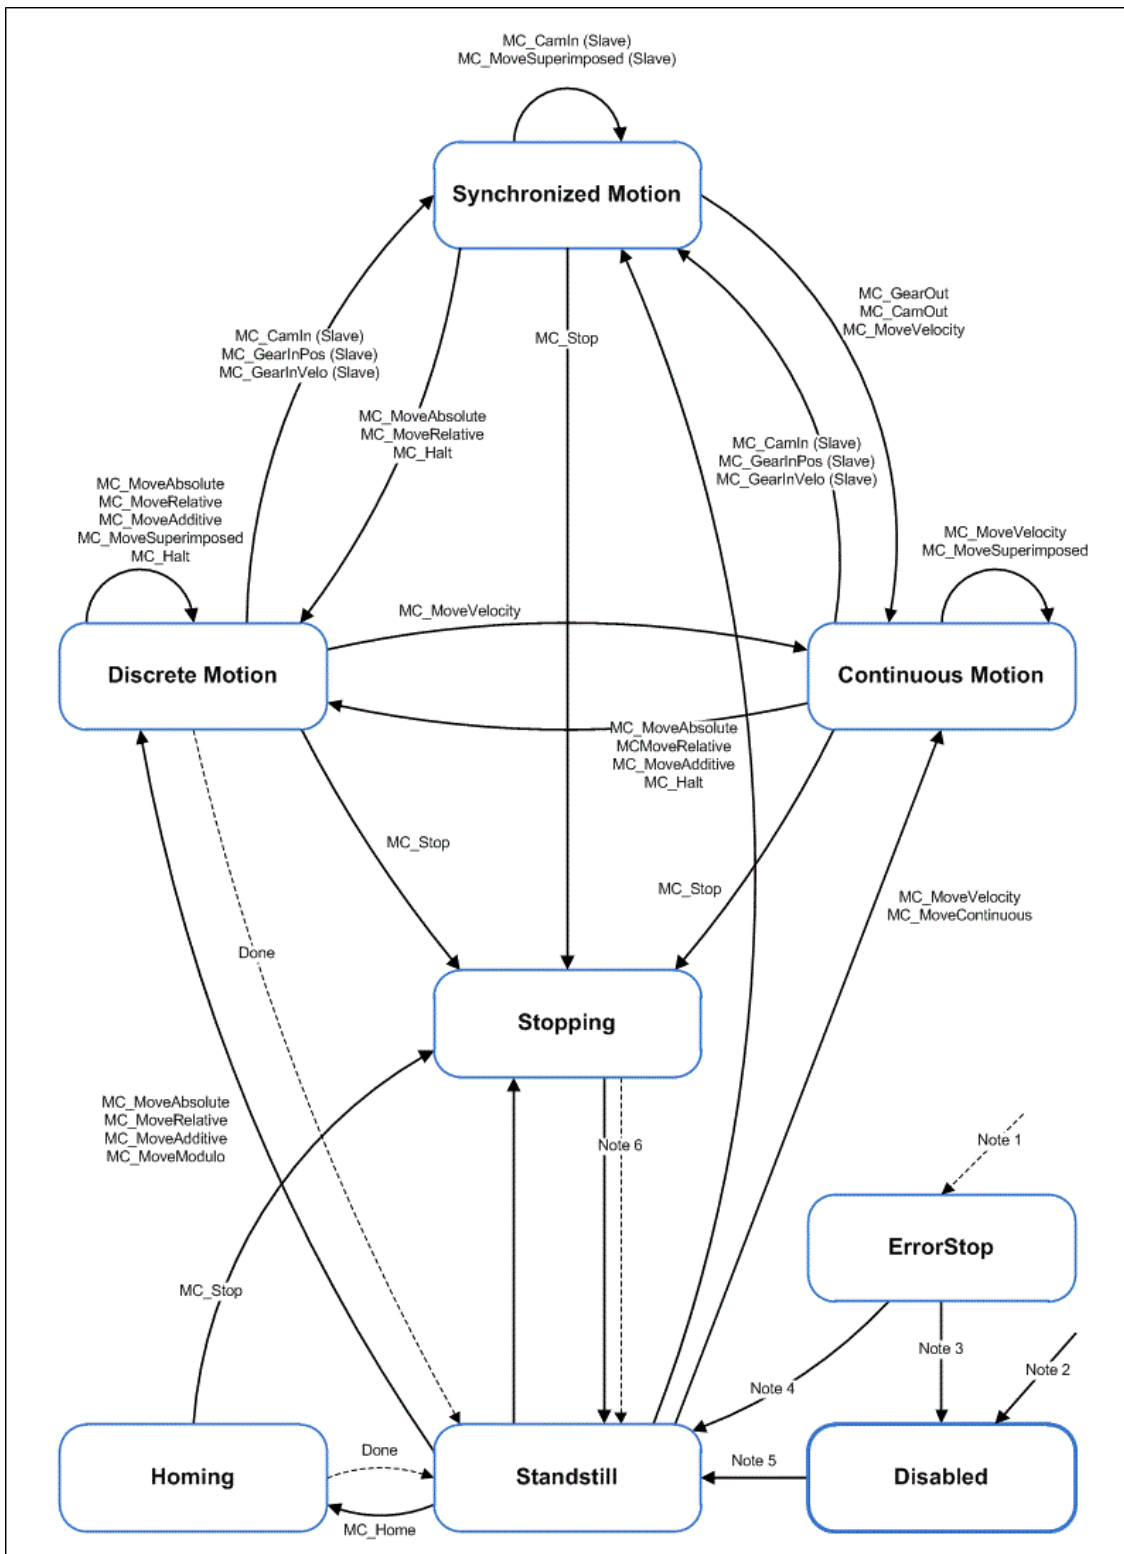 MC_CamIn (Slave)
MC_MoveSuperimposed (Slave)
Synchronized Motion
MC_GearOut
MC_CamOut
MC_MoveVelocity
MC_CamIn (Slave)
MC_GearInPos (Slave)
MC_GearInVelo (Slave)
MC_Stop
MC_MoveAbsolute
MC_MoveRelative
MC_Halt
MC_CamIn (Slave)
MC_GearInPos (Slave)
MC_GearInVelo (Slave)
MC_MoveAbsolute
MC_MoveRelative
MC_MoveAdditive
MC_MoveSuperimposed
MC_Halt
MC_MoveVelocity
MC_MoveSuperimposed
MC_MoveVelocity
Discrete Motion
Continuous Motion
MC_MoveAbsolute
MCMoveRelative
MC_MoveAdditive
MC_Halt
MC_Stop
MC_Stop
MC_MoveVelocity
MC_MoveContinuous
Done
Stopping
MC_MoveAbsolute
MC_MoveRelative
MC_MoveAdditive
MC_MoveModulo
Note 6
Note 1
ErrorStop
MC_Stop
Note 3
Note 2
Note 4
Done
Note 5
Homing
Standstill
Disabled
MC_Home